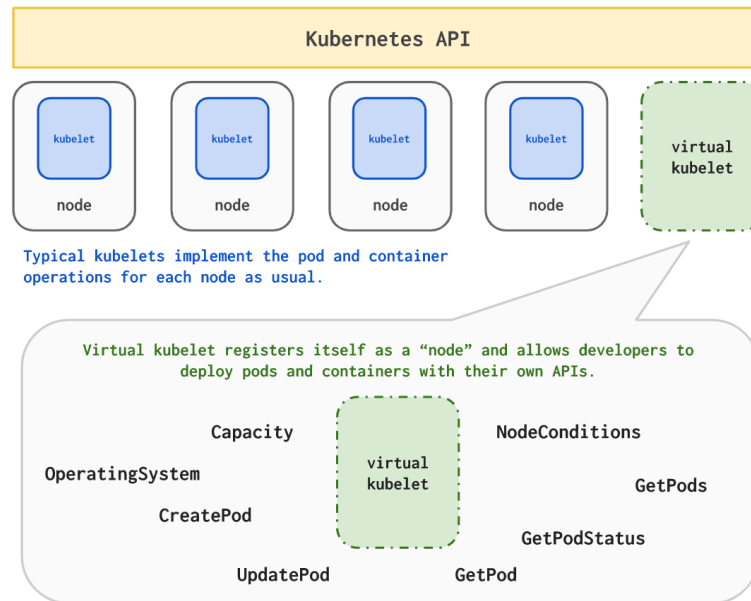 Kubernetes API
kubelet
kubelet
kubelet
kubelet
virtual
kubelet
node
node
node
node
Typical kubelets implement the pod and container
operations for each node as usual.
Virtual kubelet registers itself as a “node” and allows developers to
deploy pods and containers with their own APIs.
Capacity
NodeConditions
virtual
kubelet
OperatingSystem
GetPods
CreatePod
GetPodStatus
UpdatePod
GetPod